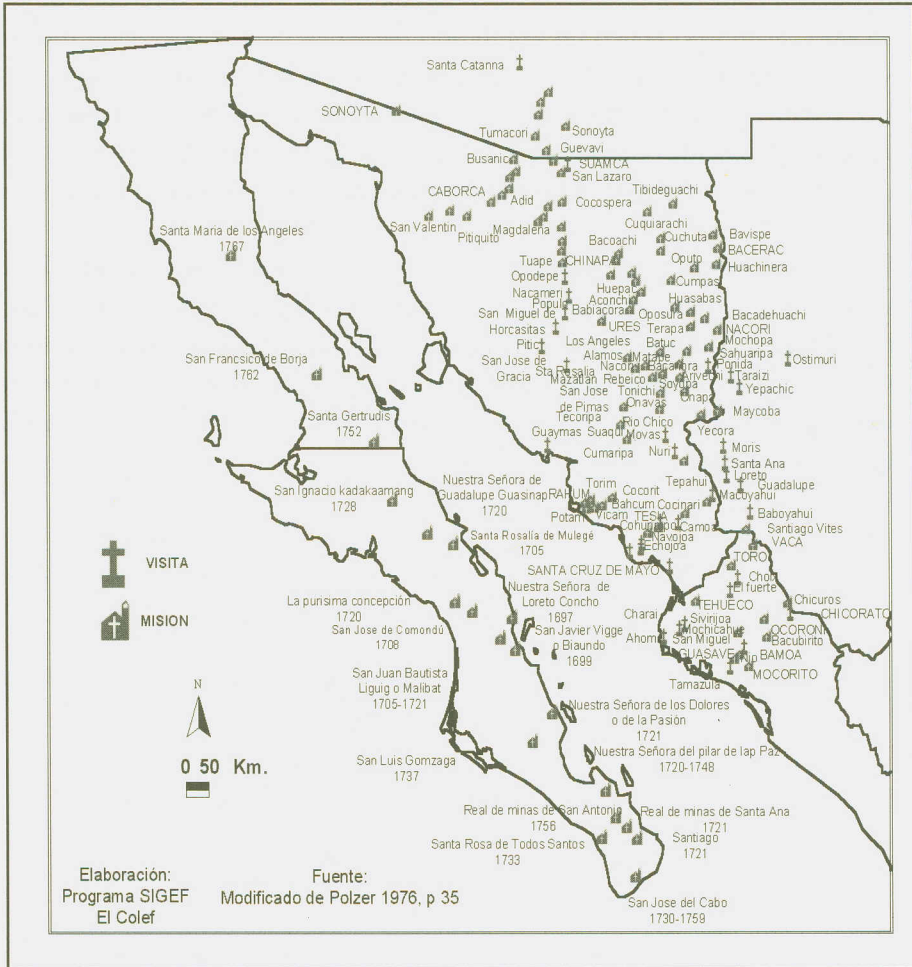 Santa Catanna
SONOYTA
Tumacori
Sonoyta
Guevavi
Busanic
SUAMCA
San Lazaro
CABORCA
Adid
Cocospera
Tibideguachi
San Valentin
Pitiquito
Magdalena
Cuquiarachi
Cuchuta
Bavispe
BACERAC
Huachinera
Santa Maria de los Angeles
1767
Bacoachi
Tuape
CHINAPA
Oputo
Opodepe
Huepac
Cumpas
Nacameri
Aconchi
Huasabas
Populo
Babiacora
Oposura
Bacadehuachi
San Miguel de
Horcasitas
URES
Terapa
NACORI
Mochopa
Pitic
Los Angeles
Batuc
Sahuaripa
Ostimuri
San Jose de
Gracia
Alamos
Matape
Ponida
Sta Rosalia
Nacori
Bacanora
Arivechi
Taraizi
Mazatlan
Rebeico
Soyopa
Yepachic
San Jose
de Pimas
Tonichi
Onapa
Onavas
Tecoripa
Maycoba
San Francsico de Borja
1762
Rio Chico
Guaymas
Suaqui
Movas
Yecora
Moris
Cumaripa
Nuri
Santa Ana
Loreto
Guadalupe
Santa Gertrudis
1752
San Ignacio kadakaamang
1728
Nuestra Señora de
Guadalupe Guasinap
1720
Torim
Cocorit
Tepahui
Macoyahui
RAHUM
Bahcum
Cocinari
Baboyahui
Potam
Vicam
TESIA
Camoa
Santiago Vites
VACA
Navojoa
Echojoa
Santa Rosalía de Mulegé
1705
SANTA CRUZ DE MAYO
TORO
Choix
El fuerte
VISITA
MISION
La purisima concepción
1720
San Jose de Comondú
1708
Nuestra Señora de
Loreto Concho
1697
San Javier Vigge
o Biaundo
1699
Charai
TEHUECO
Chicuros
CHICORATO
Sivirijoa
Mochicahue
OCORONI
Ahome
San Miguel
Bacubirito
GUASAVE
Nio
BAMOA
MOCORITO
Tamazula
San Juan Bautista
Liguig o Malibat
1705-1721
N
0 50 Km.
San Luis Gomzaga
1737
Nuestra Señora de los Dolores
o de la Pasión
1721
Nuestra Señora del pilar de lap Paz
1720-1748
Real de minas de San Antonio
1756
Real de minas de Santa Ana
1721
Santa Rosa de Todos Santos
1733
Santiago
1721
San Jose del Cabo
1730-1759
Elaboración:
Programa SIGEF
El Colef
Fuente:
Modificado de Polzer 1976, p 35